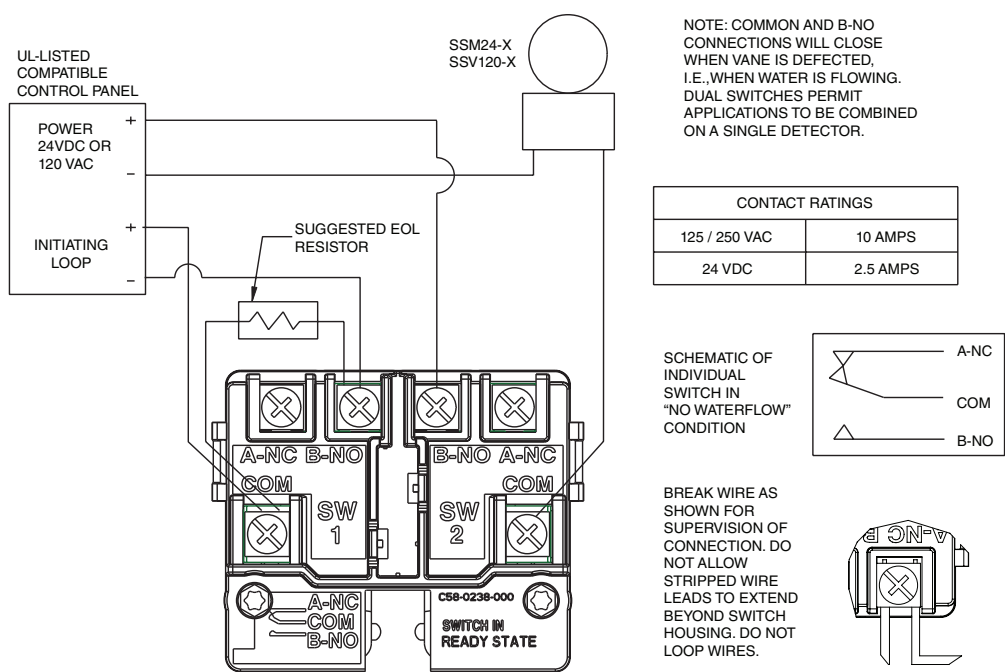 UL-LISTED
COMPATIBLE
CONTROL PANEL
POWER
24VDC OR
120 VAC
+
–
+
INITIATING
LOOP
–
SUGGESTED EOL
RESISTOR
SSM24-X
SSV120-X
NOTE: COMMON AND B-NO
CONNECTIONS WILL CLOSE
WHEN VANE IS DEFECTED,
I.E.,WHEN WATER IS FLOWING.
DUAL SWITCHES PERMIT
APPLICATIONS TO BE COMBINED
ON A SINGLE DETECTOR.
CONTACT RATINGS
125 / 250 VAC 10 AMPS
24 VDC 2.5 AMPS
SCHEMATIC OF
INDIVIDUAL
SWITCH IN
“NO WATERFLOW”
CONDITION
A-NC
COM
B-NO
BREAK WIRE AS
SHOWN FOR
SUPERVISION OF
CONNECTION. DO
NOT ALLOW
STRIPPED WIRE
LEADS TO EXTEND
BEYOND SWITCH
HOUSING. DO NOT
LOOP WIRES.
A-NC B
A-NC B-NO B-NO A-NC
COM COM
SW
1
SW
2
A-NC
COM
B-NO
C58-0238-000
SWITCH IN
READY STATE